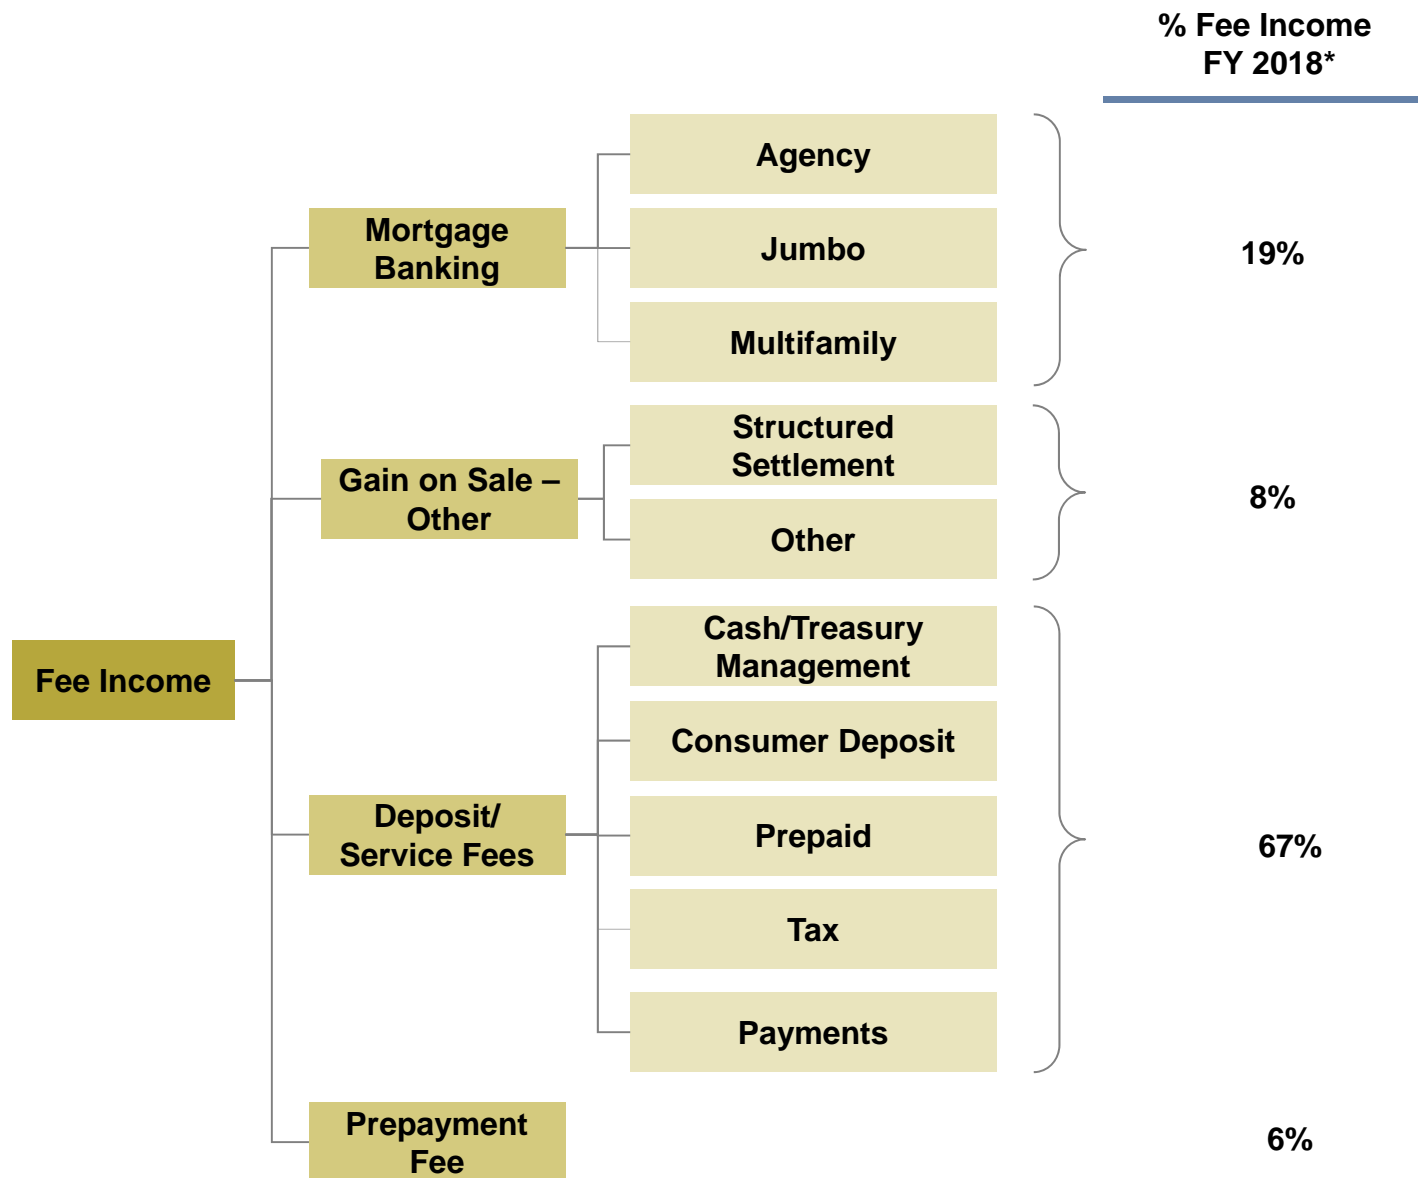 % Fee Income
FY 2018*
Agency
Mortgage
Banking
Jumbo
19%
Multifamily
Structured
Settlement
Gain on Sale –
Other
8%
Other
Cash/Treasury
Management
Fee Income
Consumer Deposit
Deposit/
Service Fees
Prepaid
67%
Tax
Payments
Prepayment
Fee
6%